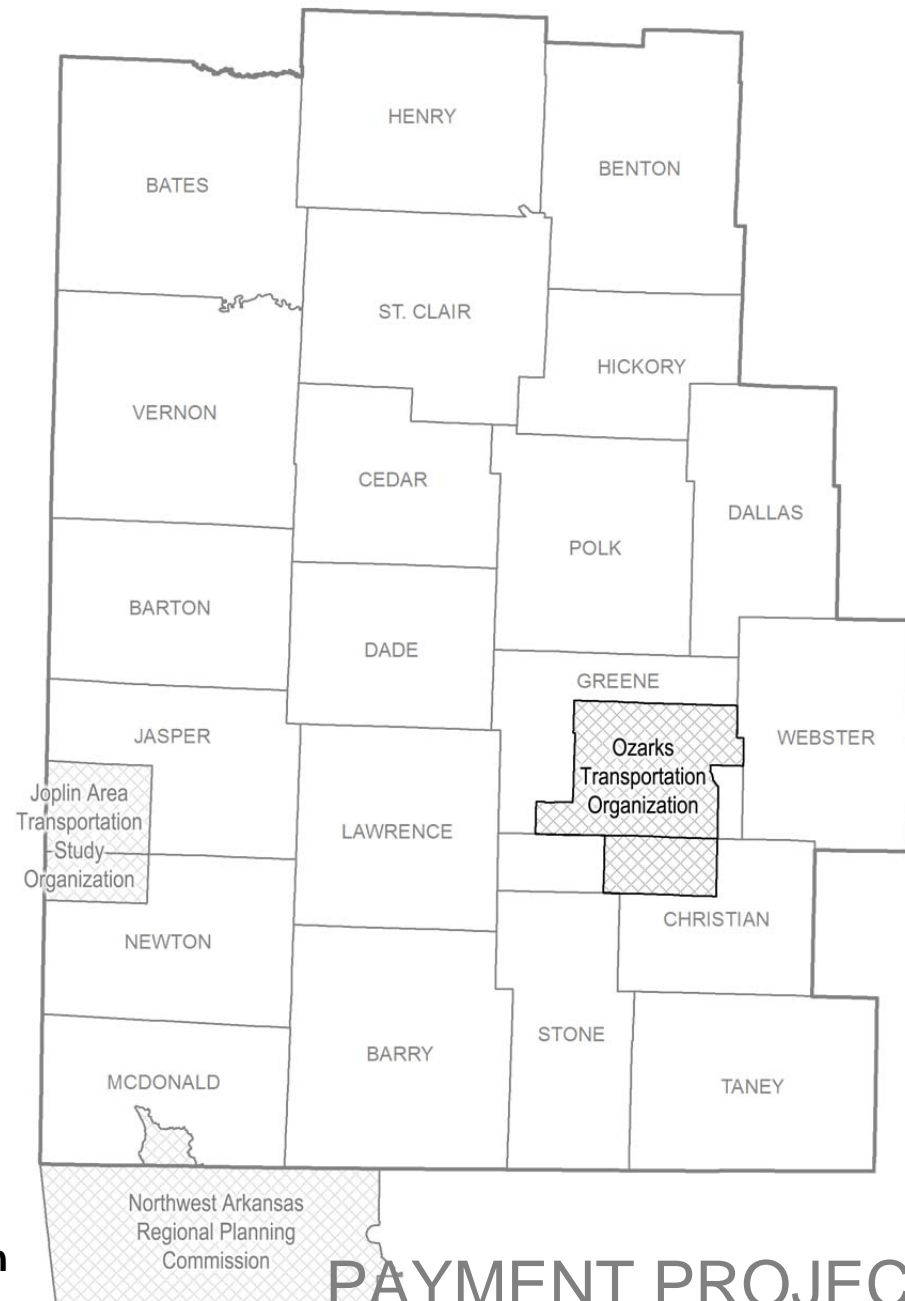 HENRY
BENTON
BATES
ST. CLAIR
HICKORY
VERNON
CEDAR
DALLAS
POLK
BARTON
DADE
GREENE
JASPER
WEBSTER
Ozarks
Transportation
Organization
Joplin Area
Transportation
Study
Organization
LAWRENCE
CHRISTIAN
NEWTON
STONE
BARRY
MCDONALD
TANEY
Northwest Arkansas
Regional Planning
Commission
PAYMENT PROJEC